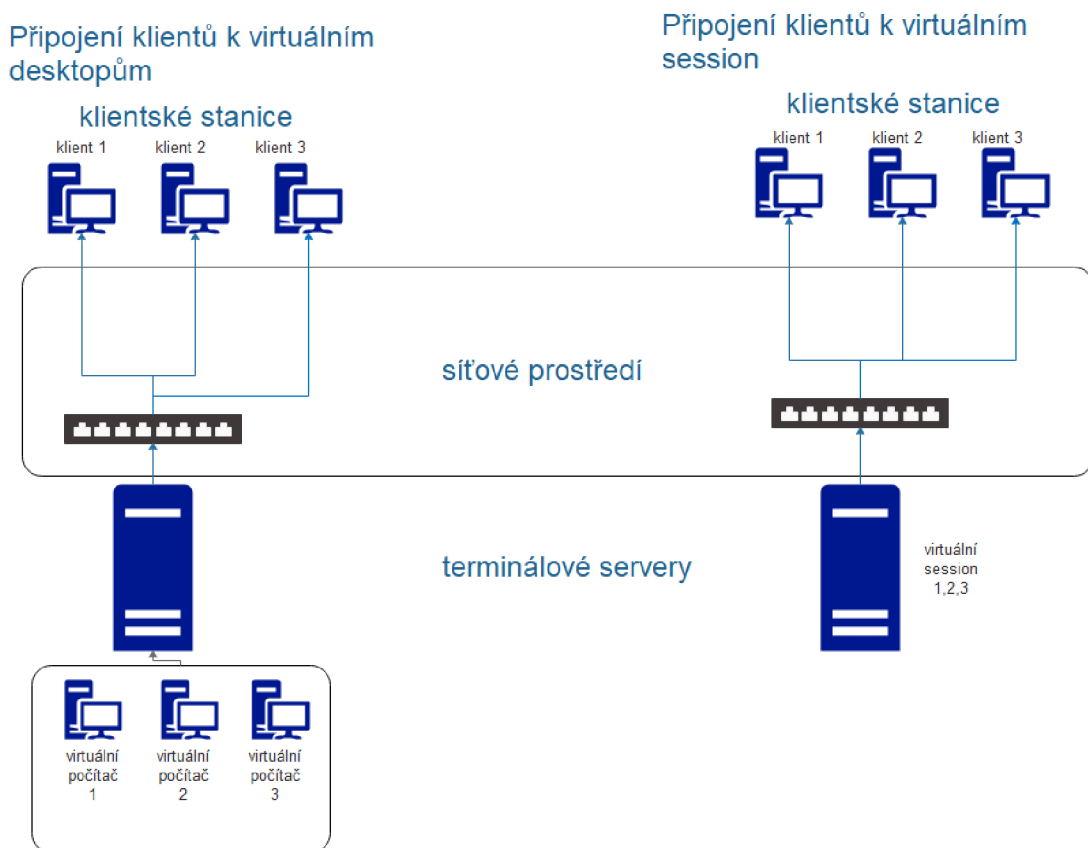 Připojení klientů k virtuálním
desktopům
klientské stanice
klient 1 klient 2 klient 3
Připojení klientů k virtuálním
session
klientské stanice
klient 1 klient 2 klient 3
síťové prostředí
terminálové servery
virtuální
session
1,2,3
virtuální
počítač
1
virtuální
počítač
2
virtuální
počítač
3